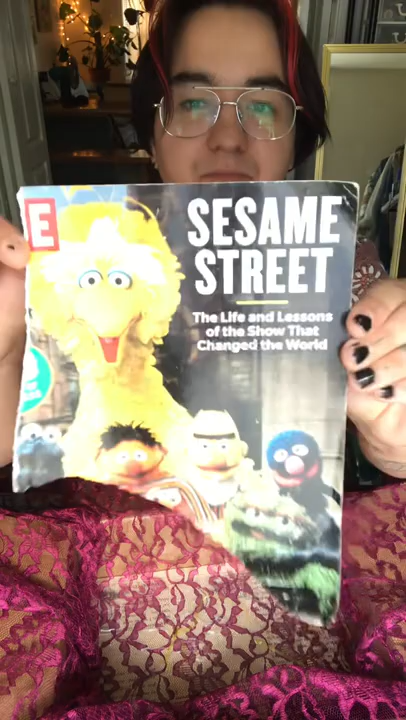 E
SESAME
STREET
The Life and Lessons
of the Show That
Changed the World